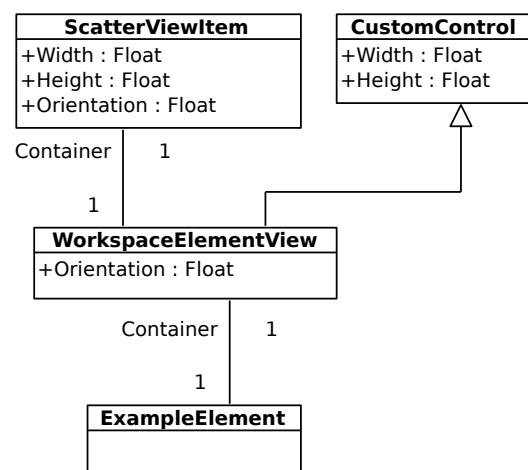 ScatterViewItem
+Width : Float
+Height : Float
+Orientation : Float
CustomControl
+Width : Float
+Height : Float
Container 1
1
WorkspaceElementView
+Orientation : Float
Container 1
1
ExampleElement